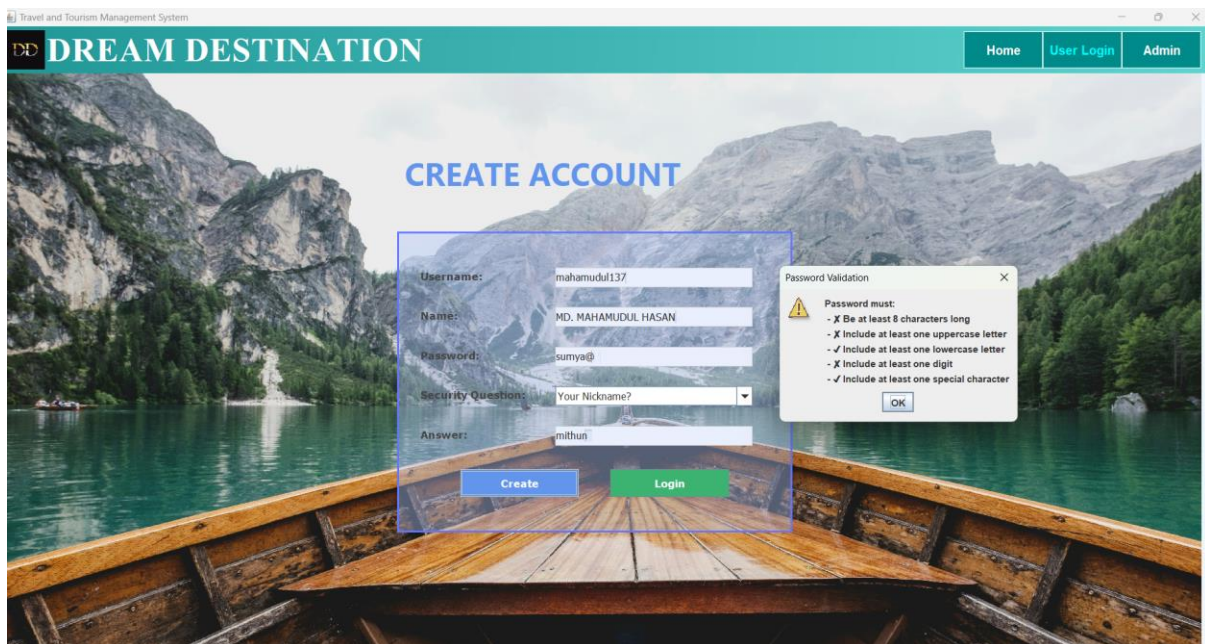 Travel and Tourism Management System
DD DREAM DESTINATION
Home
User Login
Admin
CREATE ACCOUNT
Username: mahamudul137
Name: MD. MAHAMUDUL HASAN
Password: sumya@
Security Question: Your Nickname?
Answer: mithun
Create
Login
Password Validation
Password must:
- ✗ Be at least 8 characters long
- ✗ Include at least one uppercase letter
- ✓ Include at least one lowercase letter
- ✗ Include at least one digit
- ✓ Include at least one special character
OK